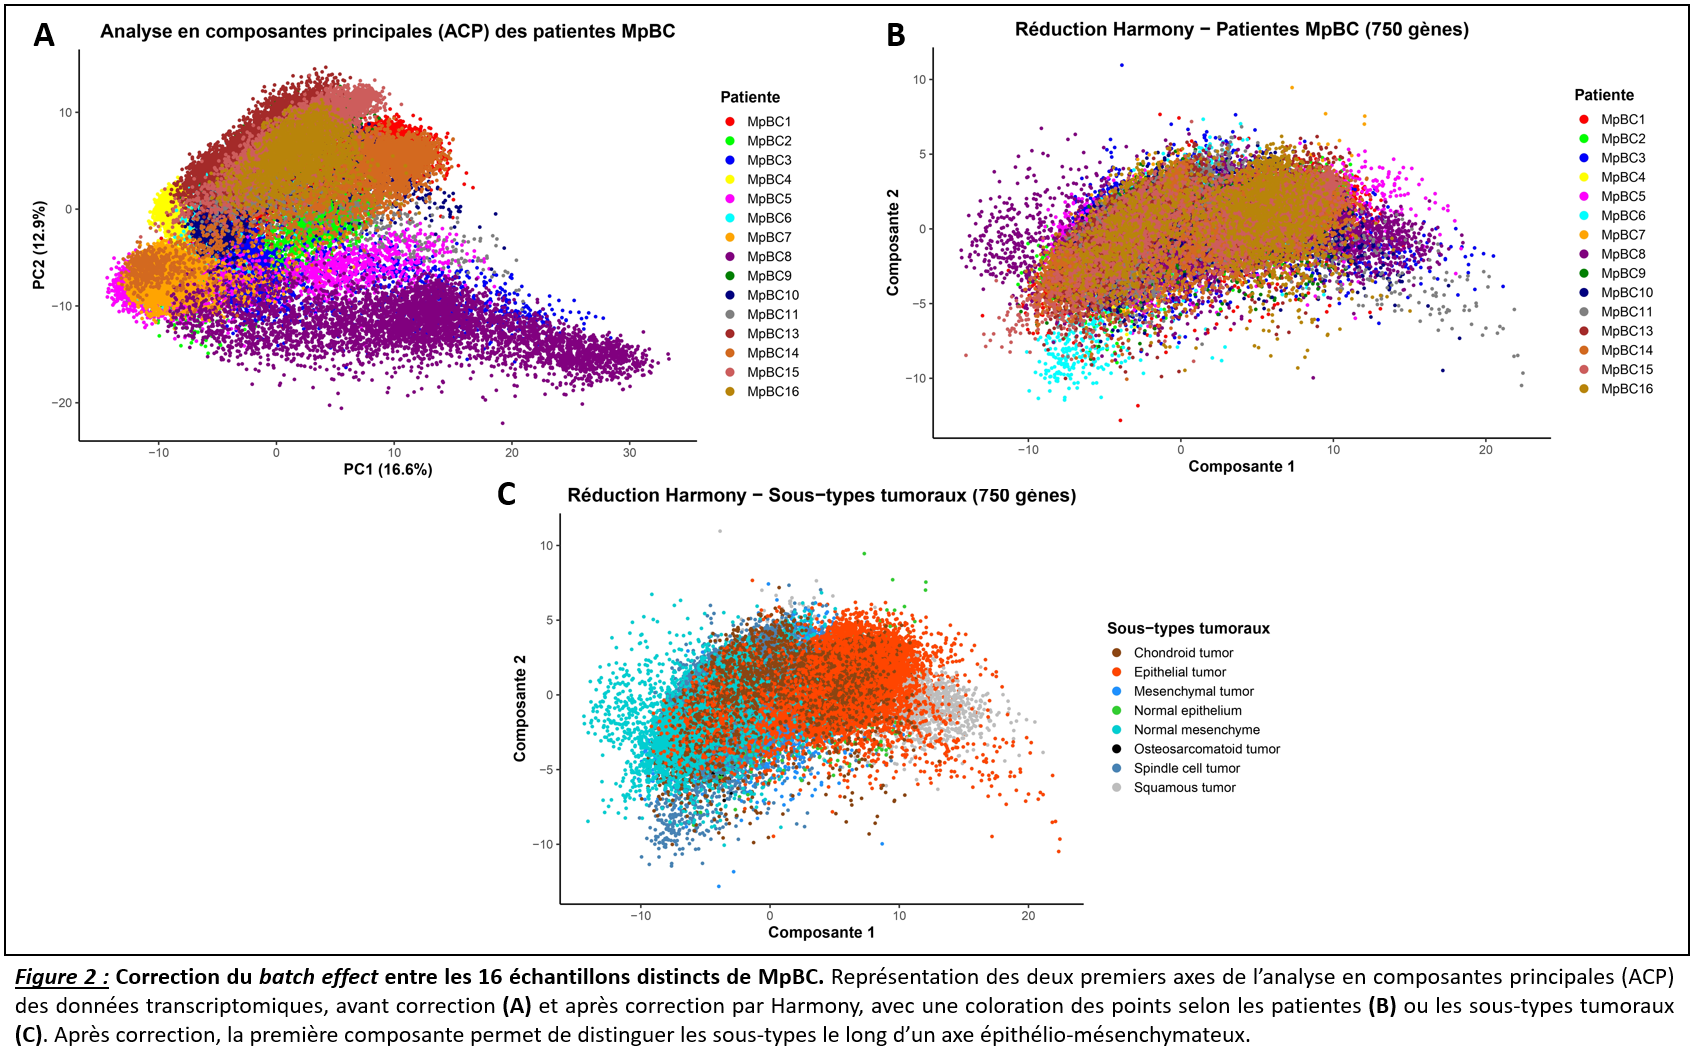 A
Analyse en composantes principales (ACP) des patientes MpBC
10
0
−10
−20
PC2 (12.9%)
−10
0
10
20
30
PC1 (16.6%)
Patiente
MpBC1
MpBC2
MpBC3
MpBC4
MpBC5
MpBC6
MpBC7
MpBC8
MpBC9
MpBC10
MpBC11
MpBC13
MpBC14
MpBC15
MpBC16
B
Réduction Harmony − Patientes MpBC (750 gènes)
10
5
0
−5
−10
Composante 2
−10
0
10
20
Composante 1
Patiente
MpBC1
MpBC2
MpBC3
MpBC4
MpBC5
MpBC6
MpBC7
MpBC8
MpBC9
MpBC10
MpBC11
MpBC13
MpBC14
MpBC15
MpBC16
C
Réduction Harmony − Sous−types tumoraux (750 gènes)
10
5
0
−5
−10
Composante 2
−10
0
10
20
Composante 1
Sous−types tumoraux
Chondroid tumor
Epithelial tumor
Mesenchymal tumor
Normal epithelium
Normal mesenchyme
Osteosarcomatoid tumor
Spindle cell tumor
Squamous tumor
Figure 2 : Correction du batch effect entre les 16 échantillons distincts de MpBC. Représentation des deux premiers axes de l’analyse en composantes principales (ACP)
des données transcriptomiques, avant correction (A) et après correction par Harmony, avec une coloration des points selon les patientes (B) ou les sous-types tumoraux
(C). Après correction, la première composante permet de distinguer les sous-types le long d’un axe épithélio-mésenchymateux.